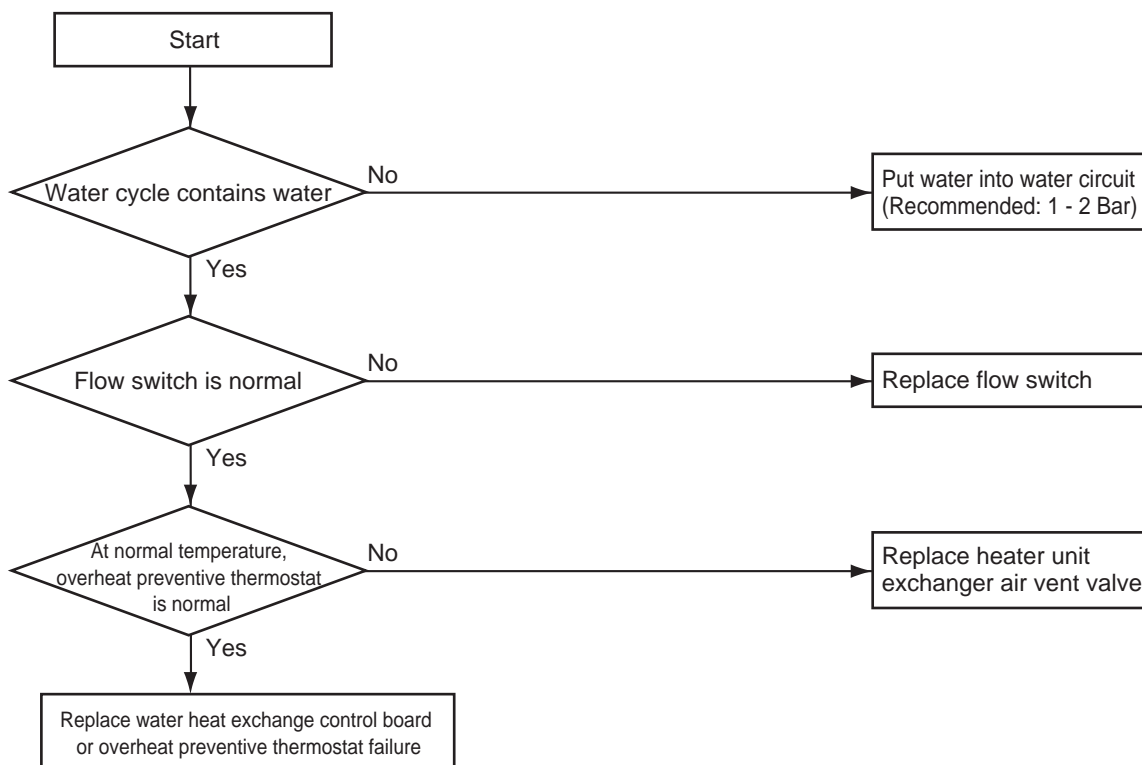 Start
Water cycle contains water
No
Put water into water circuit
(Recommended: 1 - 2 Bar)
Yes
Flow switch is normal
No
Replace flow switch
Yes
At normal temperature,
overheat preventive thermostat
is normal
No
Replace heater unit
exchanger air vent valve
Yes
Replace water heat exchange control board
or overheat preventive thermostat failure